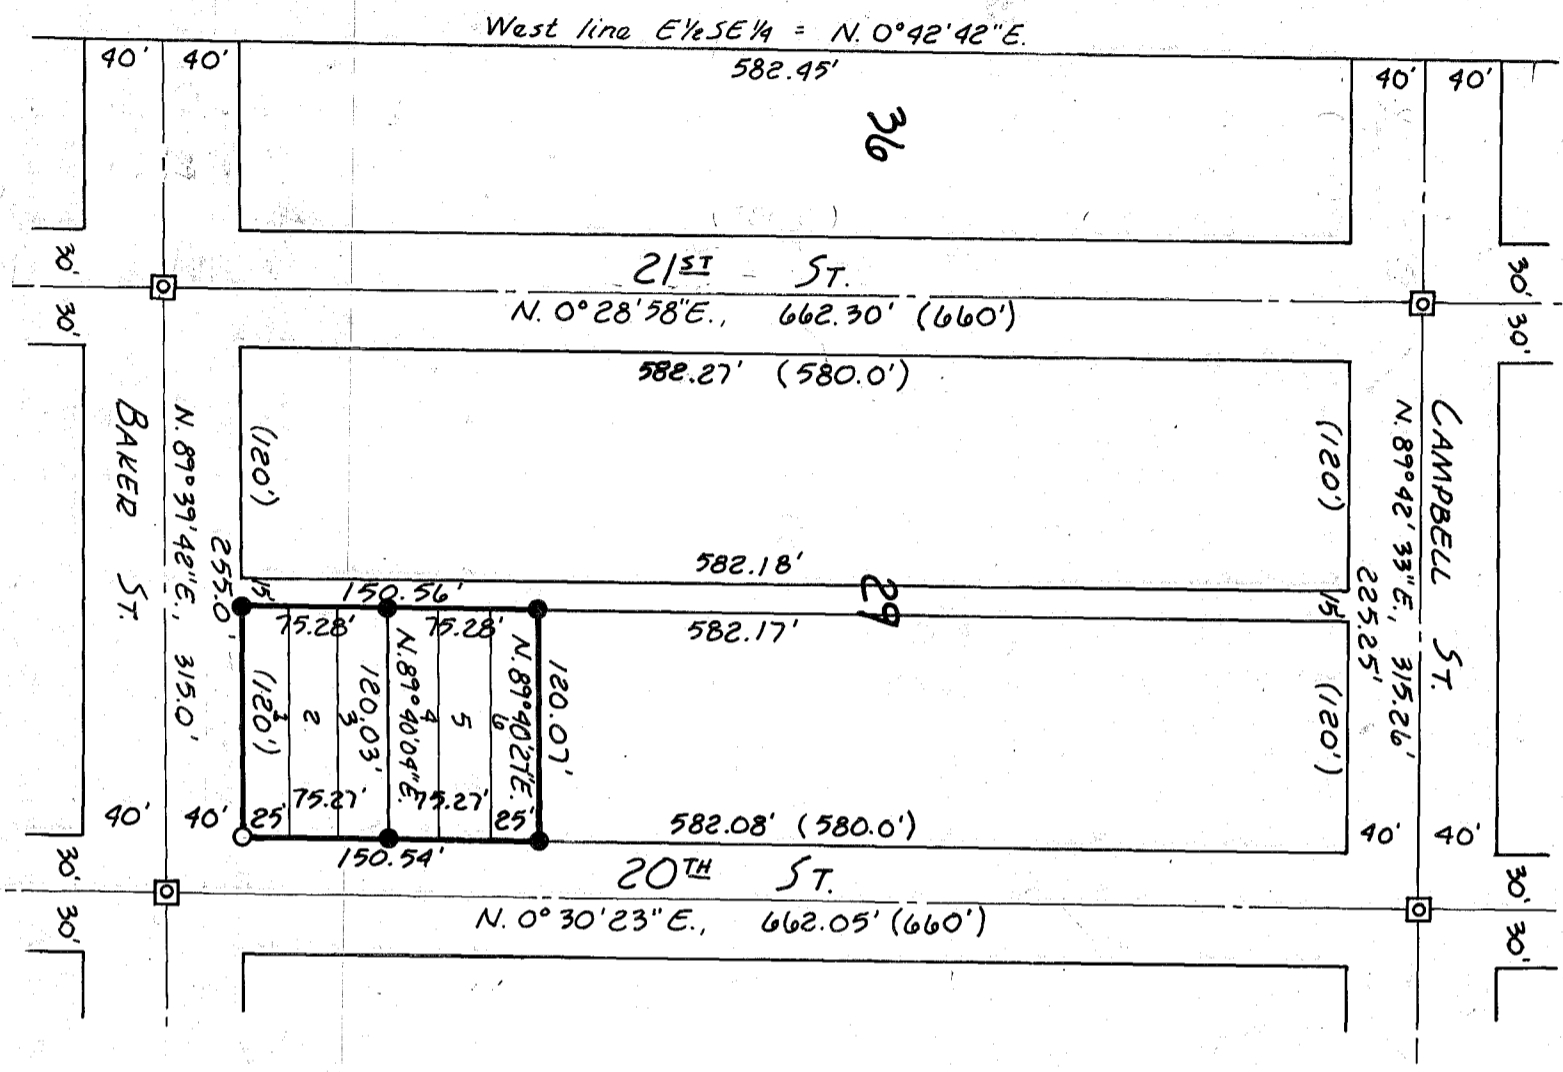 West line E½SE¼ = N. 0°42'42"E.
40' 40' 582.45' 40' 40'
36
30' 21ST ST. 30'
30' N. 0°28'58"E., 662.30' (660') 30'
582.27' (580.0')
BAKER ST.
N. 89°39'42"E., 315.0'
255.0'
(120')
(120')
CAMPBELL ST.
N. 89°42'33"E., 315.26'
225.25'
582.18'
15' 150.56' 29 15'
75.28' 75.28' 582.17'
(120')
1
2
3
120.03'
N.89°40'04"E.
4
5
6
N.89°40'27"E.
120.07'
(120')
75.27' 75.27'
40' 40' 25' 25' 582.08' (580.0') 40' 40'
150.54'
30' 20TH ST. 30'
30' N. 0°30'23"E., 662.05' (660') 30'